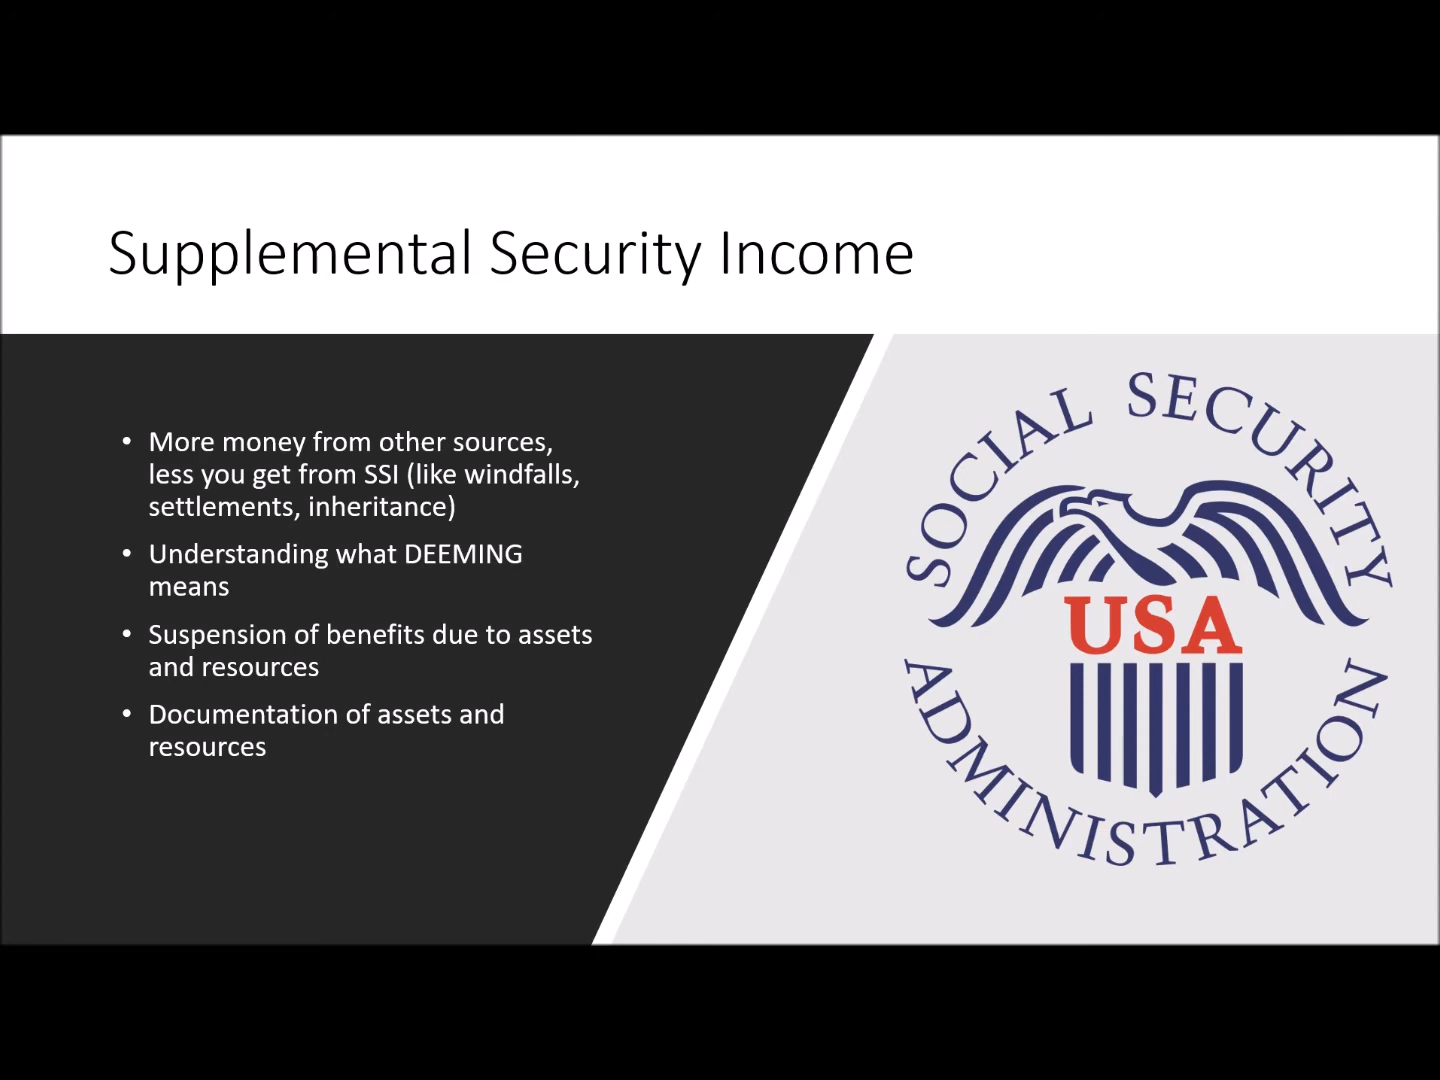 Supplemental Security Income
• More money from other sources,
less you get from SSI (like windfalls,
settlements, inheritance)
• Understanding what DEEMING
means
• Suspension of benefits due to assets
and resources
• Documentation of assets and
resources
SOCIAL SECURITY
USA
ADMINISTRATION